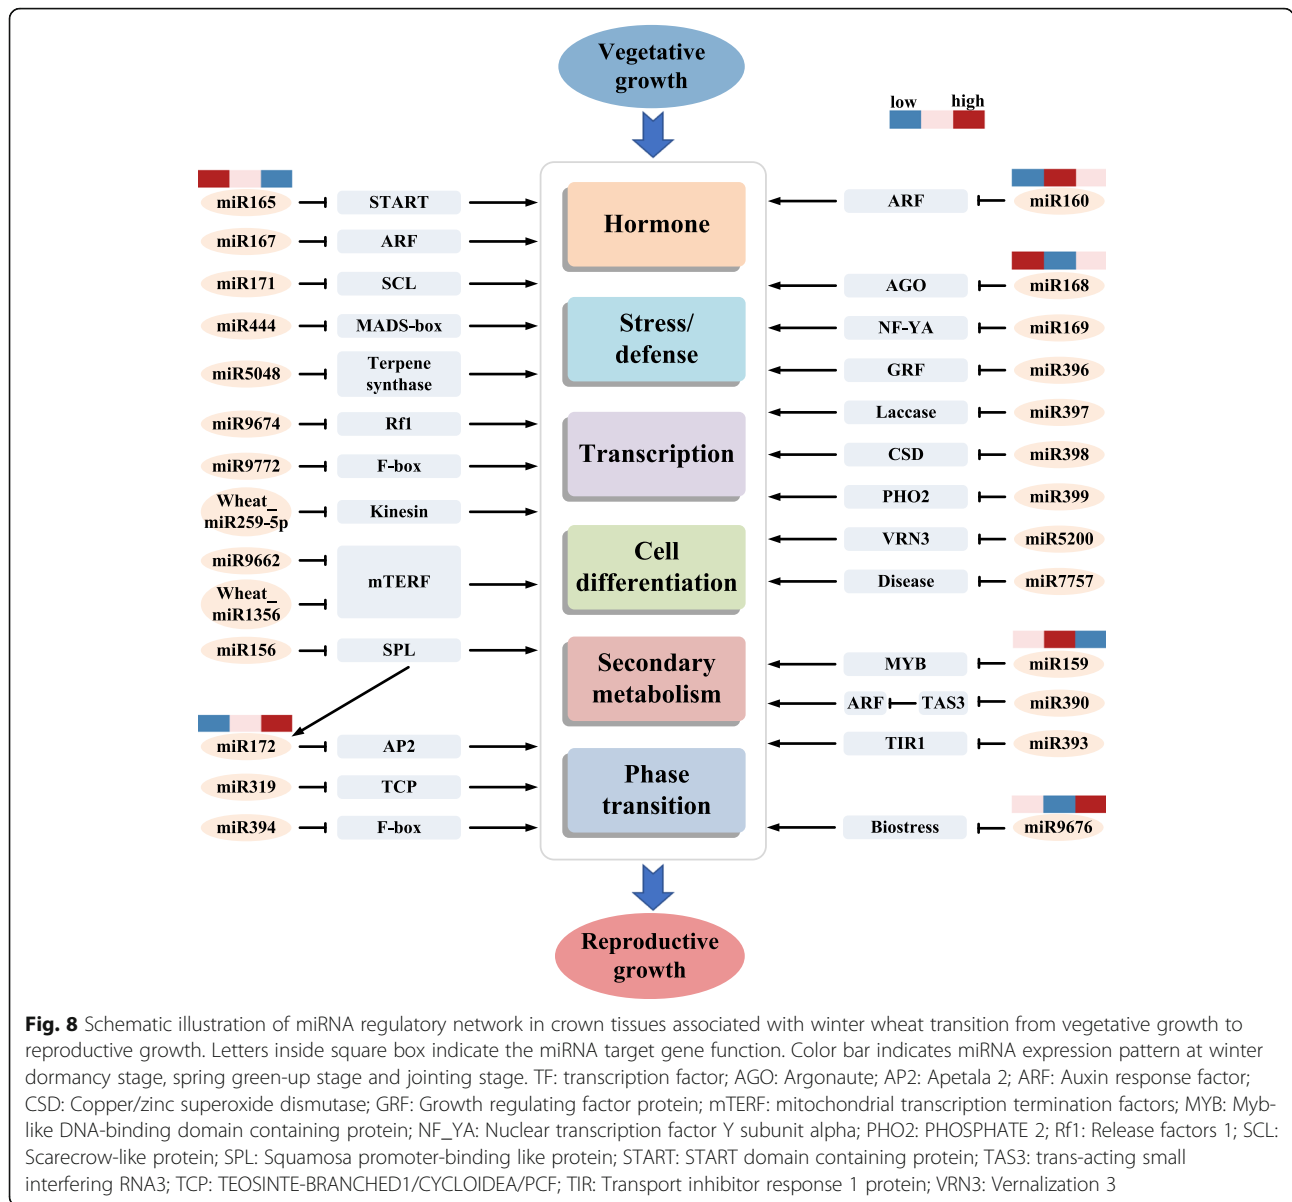 Vegetative
growth
low high
miR165 START
miR167 ARF
miR171 SCL
miR444 MADS-box
miR5048 Terpene
synthase
miR9674 Rf1
miR9772 F-box
Wheat_
miR259-5p Kinesin
miR9662
mTERF
Wheat_
miR1356
miR156 SPL
miR172 AP2
miR319 TCP
miR394 F-box
Hormone
Stress/
defense
Transcription
Cell
differentiation
Secondary
metabolism
Phase
transition
ARF miR160
AGO miR168
NF-YA miR169
GRF miR396
Laccase miR397
CSD miR398
PHO2 miR399
VRN3 miR5200
Disease miR7757
MYB miR159
ARF TAS3 miR390
TIR1 miR393
Biostress miR9676
Reproductive
growth
Fig. 8 Schematic illustration of miRNA regulatory network in crown tissues associated with winter wheat transition from vegetative growth to
reproductive growth. Letters inside square box indicate the miRNA target gene function. Color bar indicates miRNA expression pattern at winter
dormancy stage, spring green-up stage and jointing stage. TF: transcription factor; AGO: Argonaute; AP2: Apetala 2; ARF: Auxin response factor;
CSD: Copper/zinc superoxide dismutase; GRF: Growth regulating factor protein; mTERF: mitochondrial transcription termination factors; MYB: Myb-
like DNA-binding domain containing protein; NF_YA: Nuclear transcription factor Y subunit alpha; PHO2: PHOSPHATE 2; Rf1: Release factors 1; SCL:
Scarecrow-like protein; SPL: Squamosa promoter-binding like protein; START: START domain containing protein; TAS3: trans-acting small
interfering RNA3; TCP: TEOSINTE-BRANCHED1/CYCLOIDEA/PCF; TIR: Transport inhibitor response 1 protein; VRN3: Vernalization 3